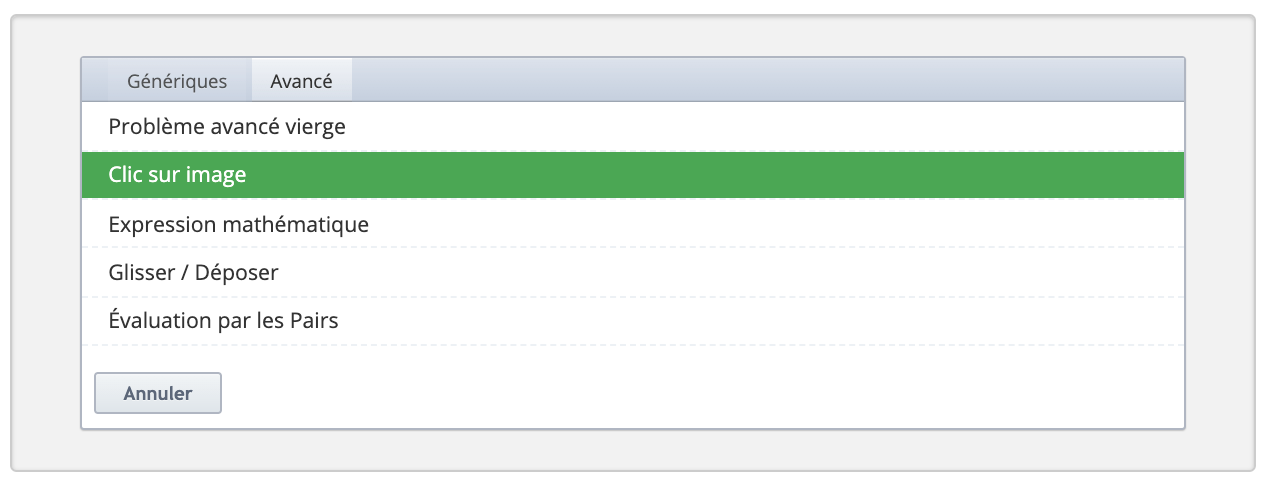 Génériques Avancé
Problème avancé vierge
Clic sur image
Expression mathématique
Glisser / Déposer
Évaluation par les Pairs
Annuler